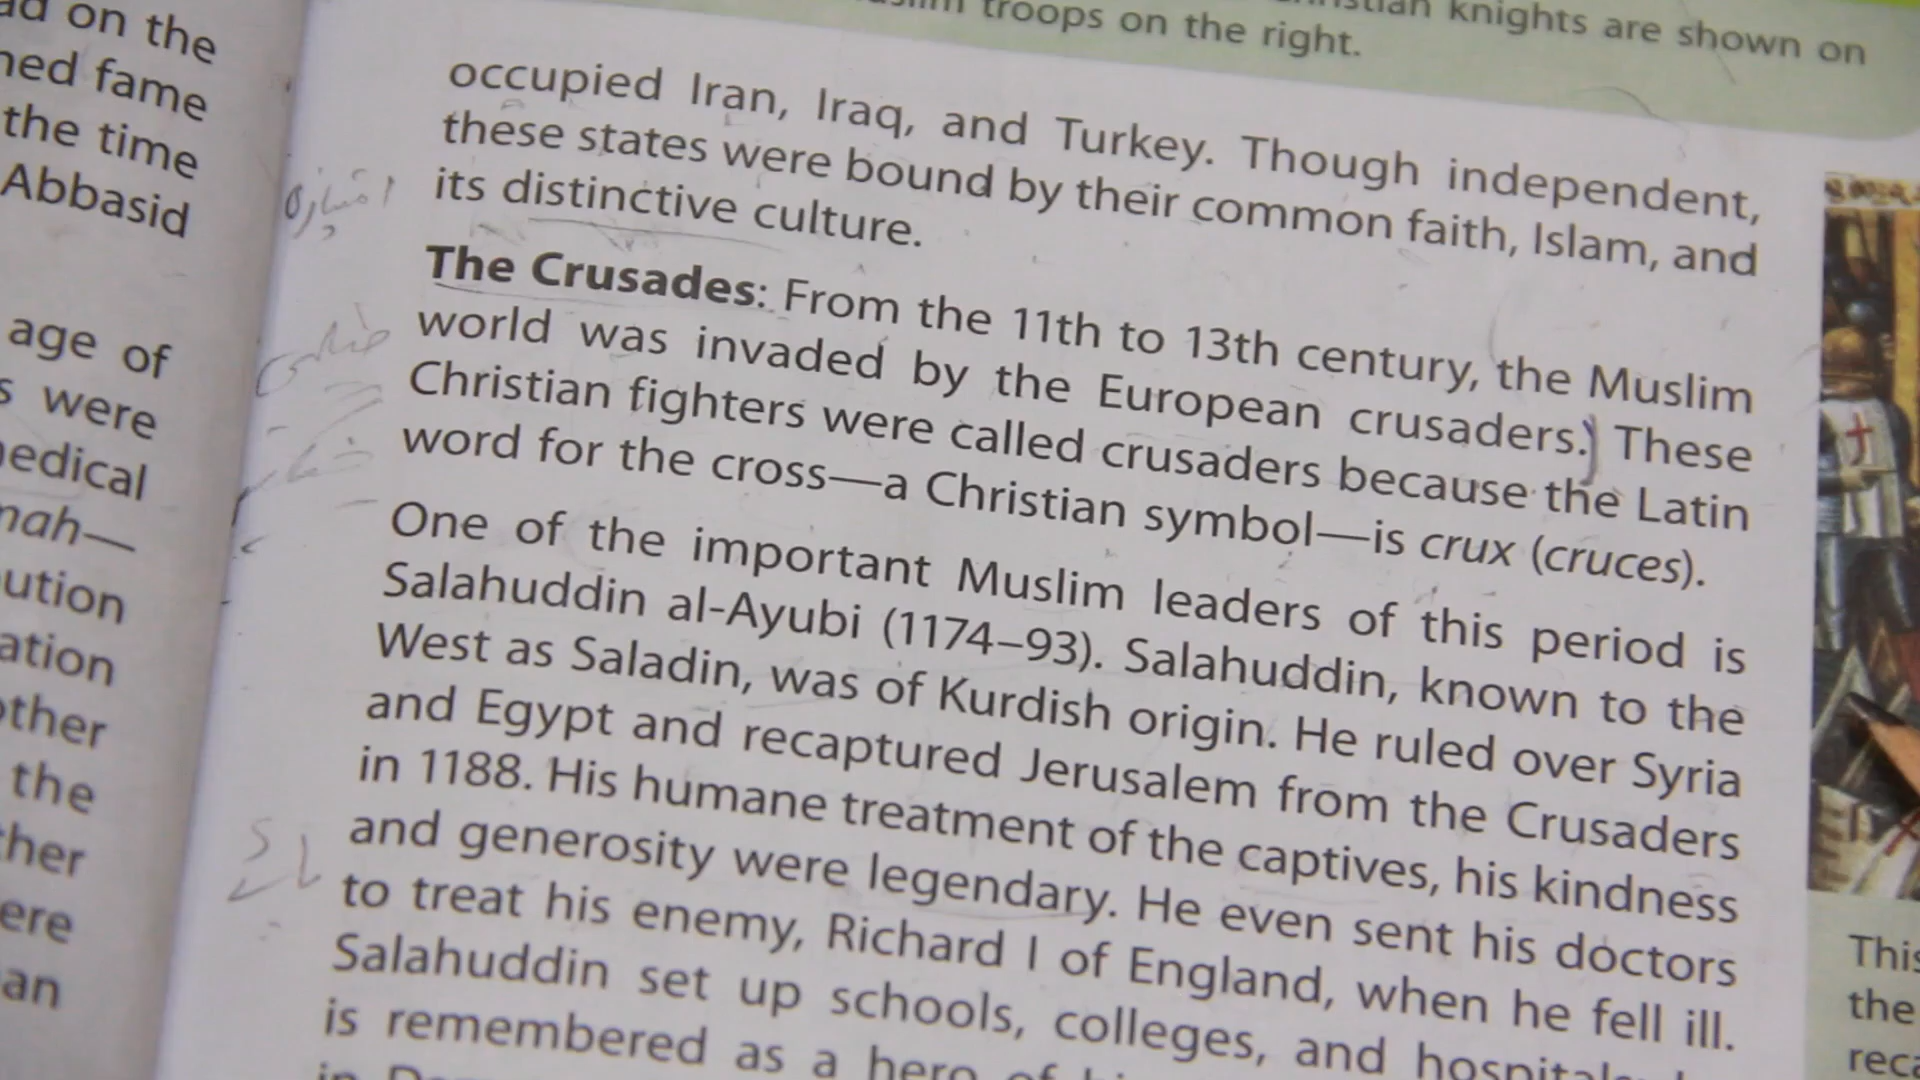 ristian knights are shown on
troops on the right.
on the
fame
the time
Abbasid
age of
were
other
the
occupied Iran, Iraq, and Turkey. Though independent,
these states were bound by their common faith, Islam, and
its distinctive culture.
The Crusades: From the 11th to 13th century, the Muslim
world was invaded by the European crusaders. These
Christian fighters were called crusaders because the Latin
word for the cross—a Christian symbol—is crux (cruces).
One of the important Muslim leaders of this period is
Salahuddin al-Ayubi (1174–93). Salahuddin, known to the
West as Saladin, was of Kurdish origin. He ruled over Syria
and Egypt and recaptured Jerusalem from the Crusaders
in 1188. His humane treatment of the captives, his kindness
and generosity were legendary. He even sent his doctors
to treat his enemy, Richard I of England, when he fell ill.
Salahuddin set up schools, colleges, and
is remembered as a hero of
This
the